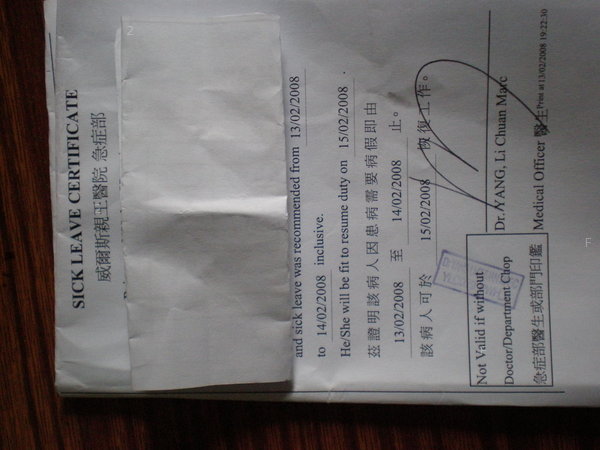 SICK LEAVE CERTIFICATE
威爾斯親王醫院 急症部
and sick leave was recommended from 13/02/2008
to 14/02/2008 inclusive.
He/She will be fit to resume duty on 15/02/2008 .
茲證明該病人因患病需要病假即由
13/02/2008 至 14/02/2008 止。
該病人可於 15/02/2008 恢復工作。
Dr. YANG, Li Chuan Marc
Medical Officer 醫生 Print at 13/02/2008 19:22:30
Not Valid if without
Doctor/Department Chop
急症部醫生或部門印鑑
2
F